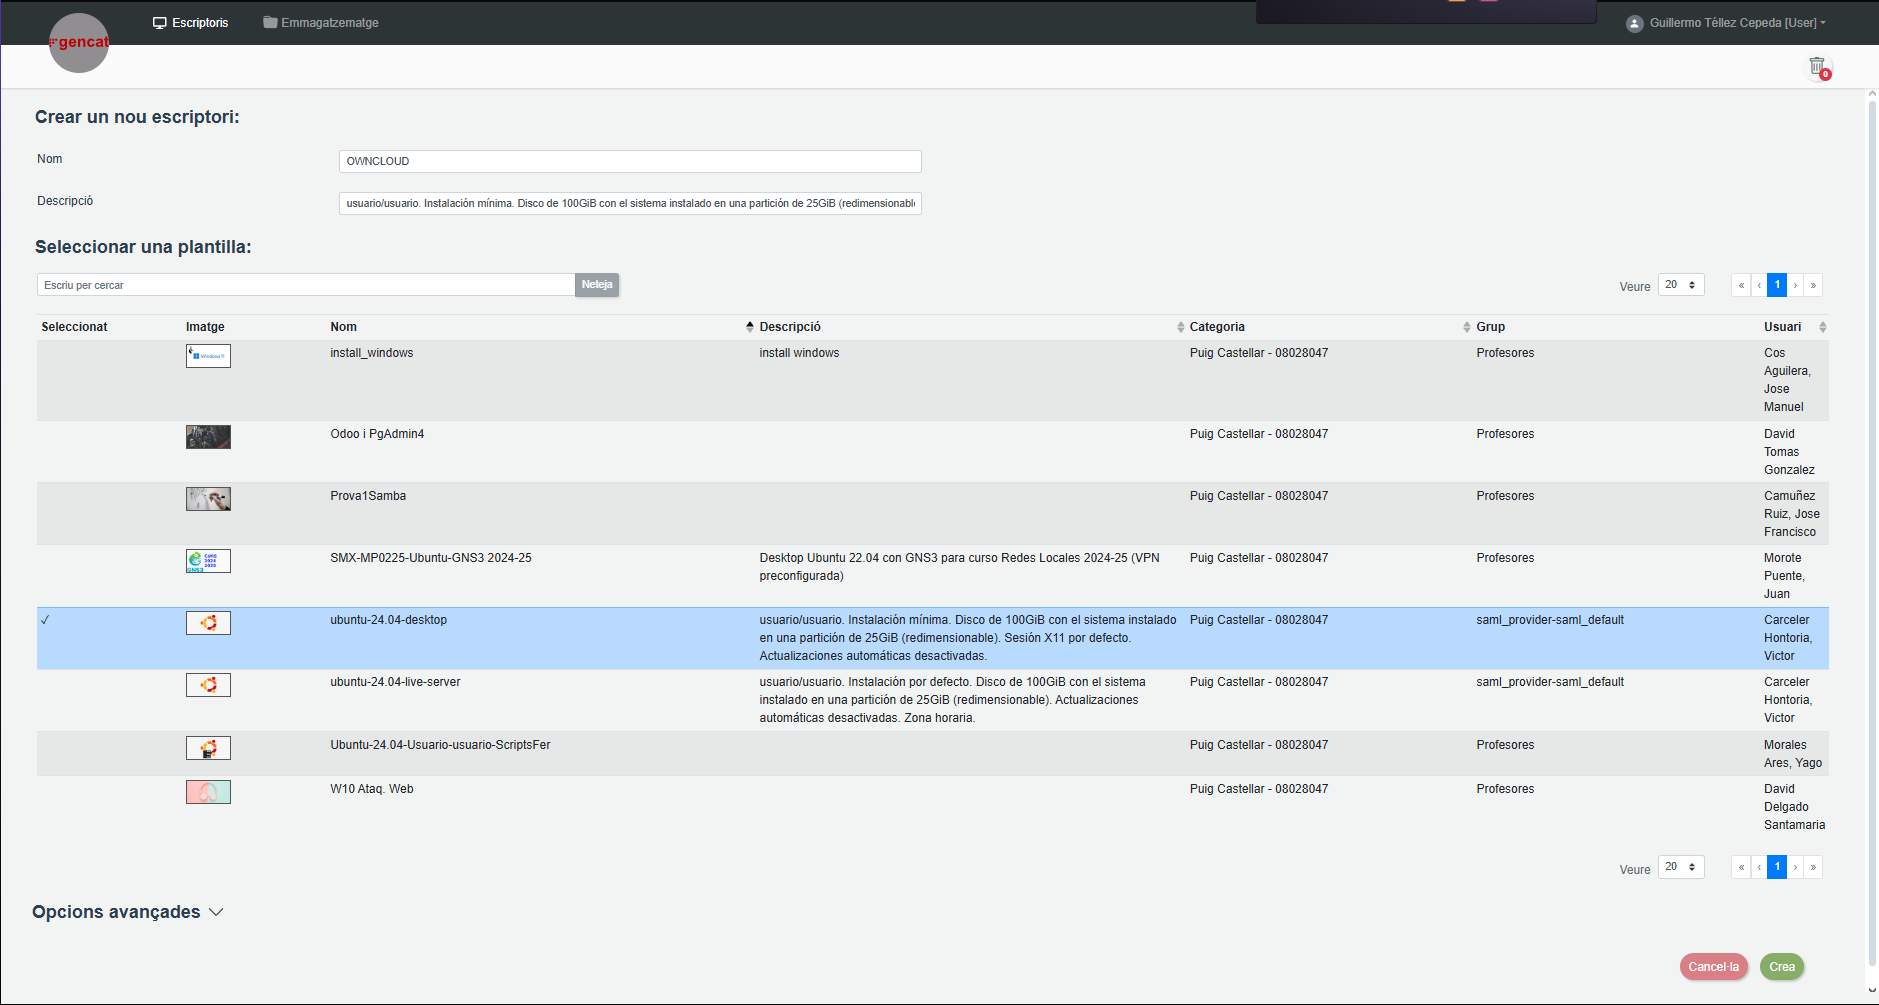 Escriptoris
Emmagatzematge
Guillermo Téllez Cepeda [User]
gencat
0
Crear un nou escriptori:
Nom
OWNCLOUD
Descripció
usuario/usuario. Instalación mínima. Disco de 100GiB con el sistema instalado en una partición de 25GiB (redimensionabl
Seleccionar una plantilla:
Escriu per cercar
Neteja
Veure
20
« ‹ 1 › »
Seleccionat Imatge Nom Descripció Categoria Grup Usuari
Windows 11
install_windows
install windows
Puig Castellar - 08028047
Profesores
Cos
Aguilera,
Jose
Manuel
Odoo i PgAdmin4
Puig Castellar - 08028047
Profesores
David
Tomas
Gonzalez
Prova1Samba
Puig Castellar - 08028047
Profesores
Camuñez
Ruiz, Jose
Francisco
CURS
2024
2025
GNS3
SMX-MP0225-Ubuntu-GNS3 2024-25
Desktop Ubuntu 22.04 con GNS3 para curso Redes Locales 2024-25 (VPN
preconfigurada)
Puig Castellar - 08028047
Profesores
Morote
Puente,
Juan
✓
ubuntu-24.04-desktop
usuario/usuario. Instalación mínima. Disco de 100GiB con el sistema instalado
en una partición de 25GiB (redimensionable). Sesión X11 por defecto.
Actualizaciones automáticas desactivadas.
Puig Castellar - 08028047
saml_provider-saml_default
Carceler
Hontoria,
Victor
ubuntu-24.04-live-server
usuario/usuario. Instalación por defecto. Disco de 100GiB con el sistema
instalado en una partición de 25GiB (redimensionable). Actualizaciones
automáticas desactivadas. Zona horaria.
Puig Castellar - 08028047
saml_provider-saml_default
Carceler
Hontoria,
Victor
Ubuntu-24.04-Usuario-usuario-ScriptsFer
Puig Castellar - 08028047
Profesores
Morales
Ares, Yago
W10 Ataq. Web
Puig Castellar - 08028047
Profesores
David
Delgado
Santamaria
Veure
20
« ‹ 1 › »
Opcions avançades
Cancel·la
Crea